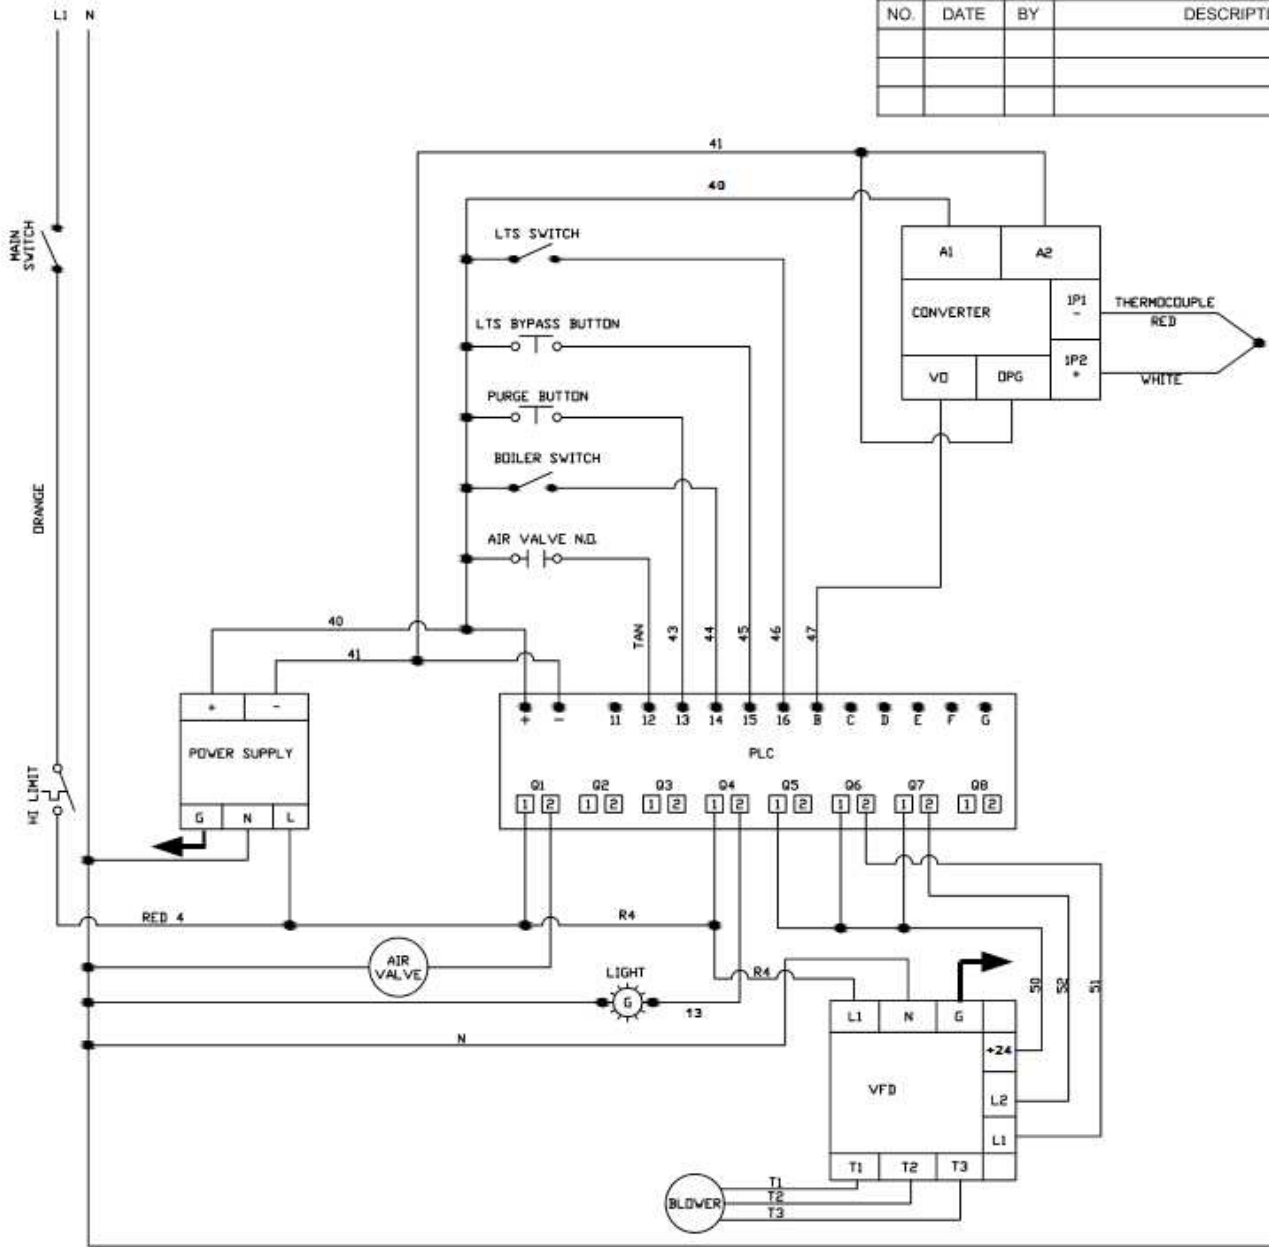 L1 N
NO. DATE BY DESCRIPTI
41
40
MAIN SWITCH
LTS SWITCH
A1 A2
CONVERTER
1P1 -
THERMOCOUPLE
RED
LTS BYPASS BUTTON
1P2 +
WHITE
VO OPG
PURGE BUTTON
BOILER SWITCH
ORANGE
AIR VALVE N.O.
40
41
TAN 43 44 45 46 47
+ -
+ - 11 12 13 14 15 16 B C D E F G
POWER SUPPLY
PLC
HI LIMIT
Q1 Q2 Q3 Q4 Q5 Q6 Q7 Q8
1 2 1 2 1 2 1 2 1 2 1 2 1 2 1 2
G N L
RED 4
R4
AIR VALVE
LIGHT
G
13
R4
50 52 51
L1 N G
N
+24
VFD
L2
L1
T1 T2 T3
BLOWER
T1
T2
T3